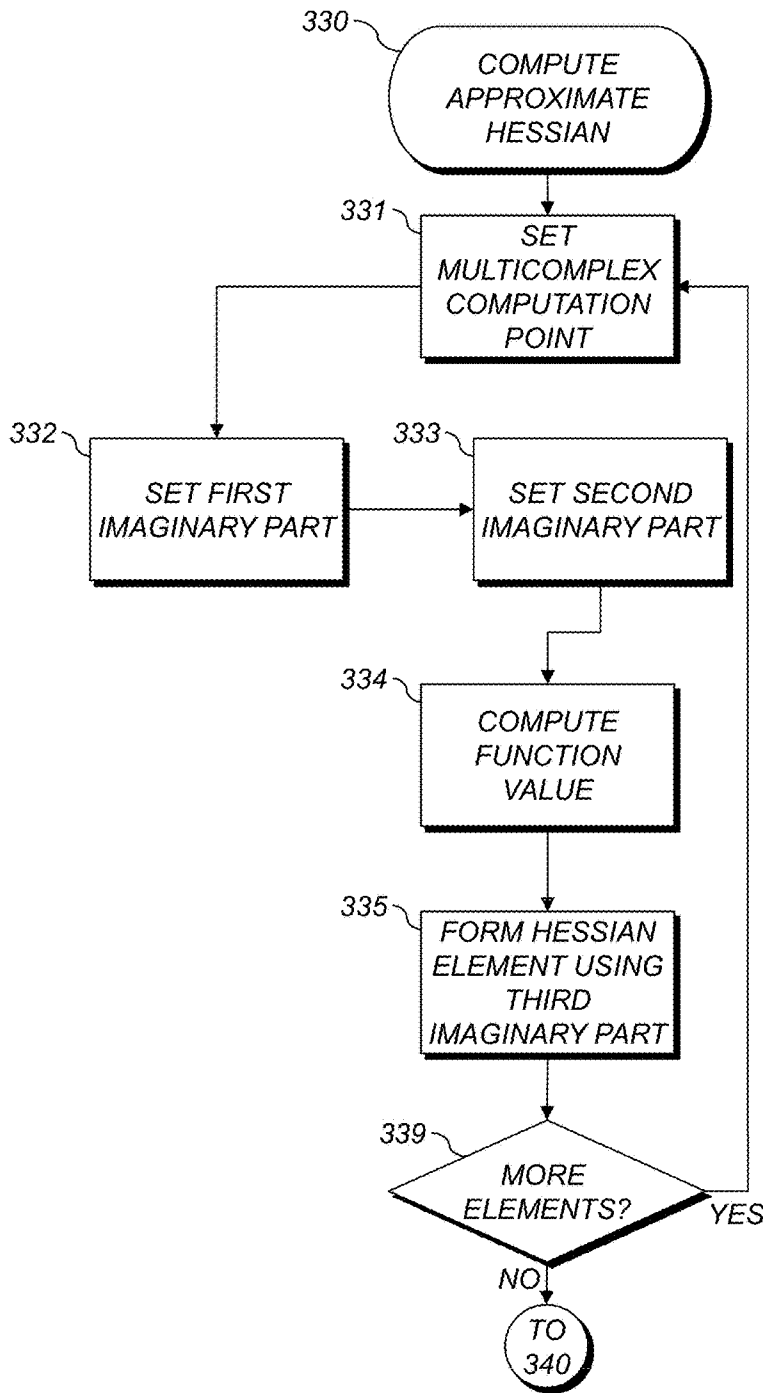 330
COMPUTE
APPROXIMATE
HESSIAN
331
SET
MULTICOMPLEX
COMPUTATION
POINT
332
SET FIRST
IMAGINARY PART
333
SET SECOND
IMAGINARY PART
334
COMPUTE
FUNCTION
VALUE
335
FORM HESSIAN
ELEMENT USING
THIRD
IMAGINARY PART
339
MORE
ELEMENTS?
YES
NO
TO
340